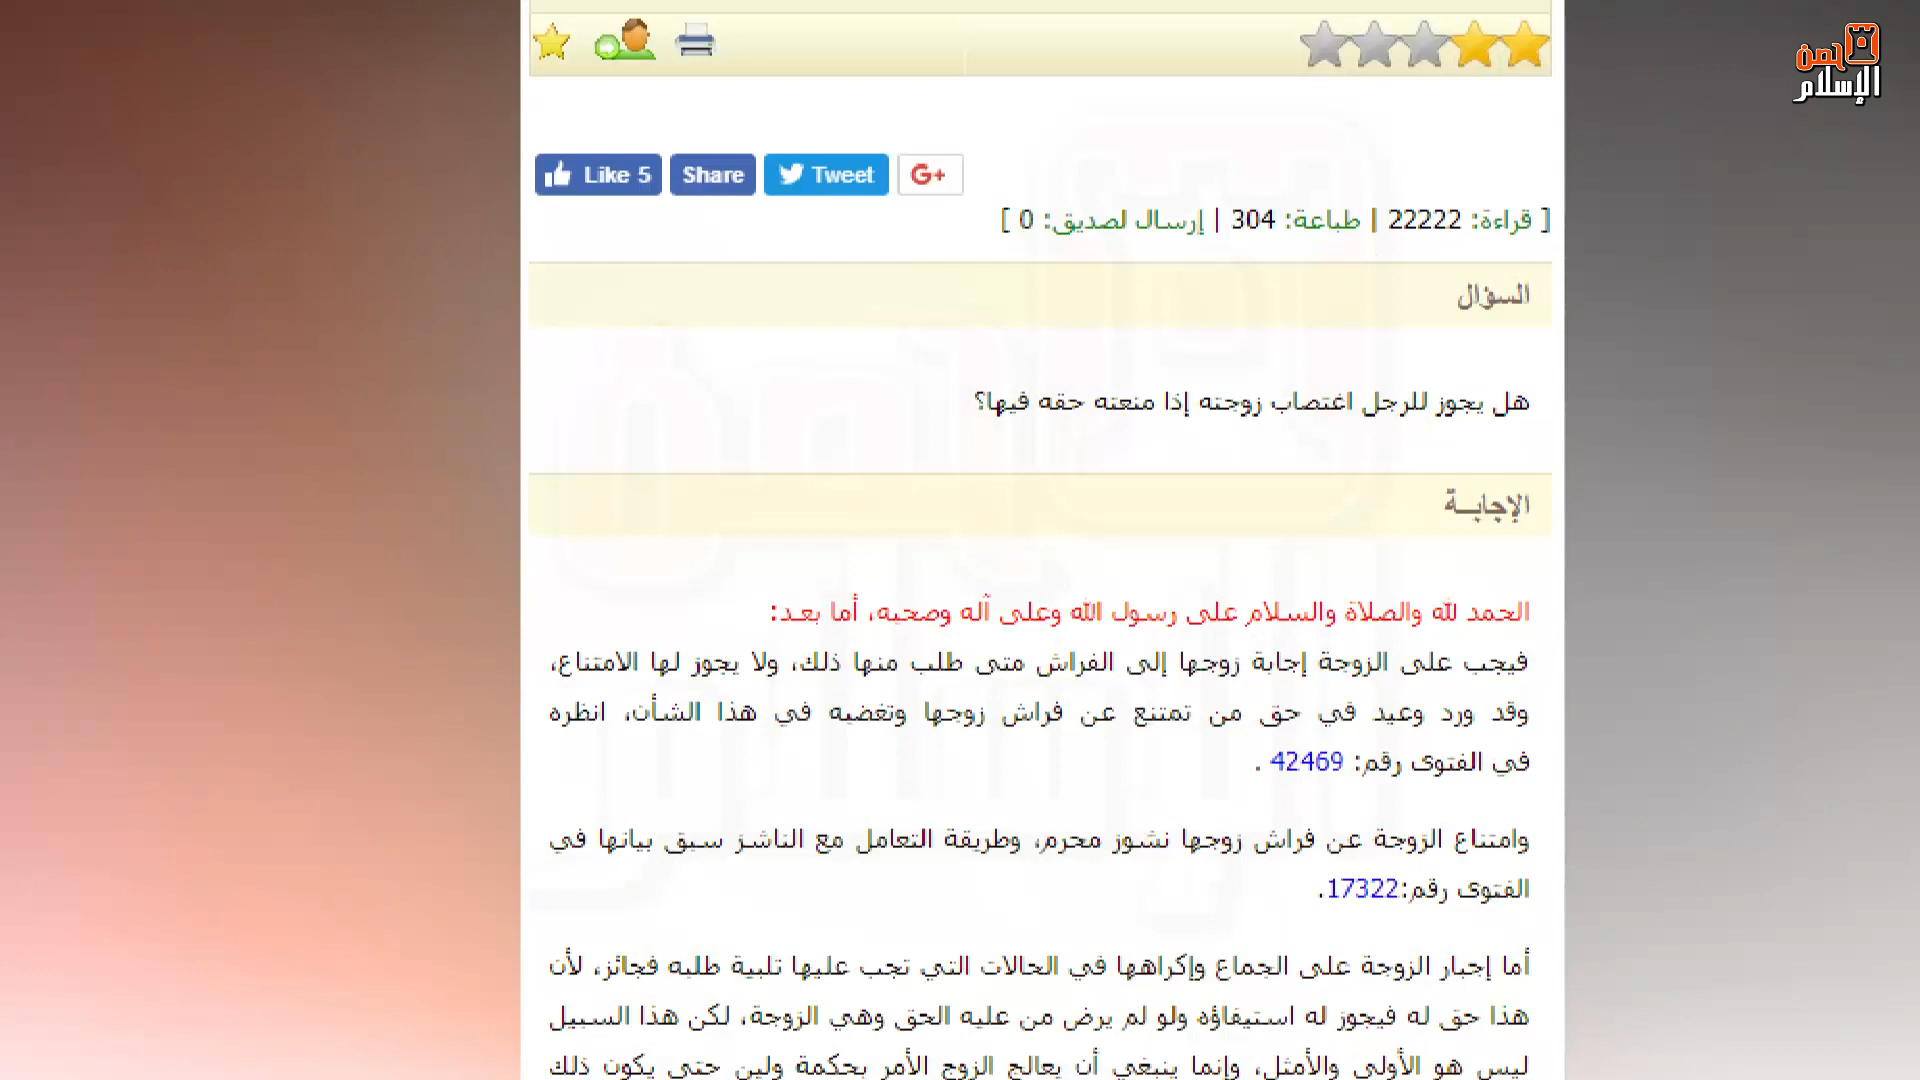 حصن
الإسلام
Like 5 Share Tweet G+
[ قراءة: 22222 | طباعة: 304 | إرسال لصديق: 0 ]
السؤال
هل يجوز للرجل اغتصاب زوجته إذا منعته حقه فيها؟
الإجابــة
الحمد لله والصلاة والسلام على رسول الله وعلى آله وصحبه، أما بعـد:
فيجب على الزوجة إجابة زوجها إلى الفراش متى طلب منها ذلك، ولا يجوز لها الامتناع،
وقد ورد وعيد في حق من تمتنع عن فراش زوجها وتغضبه في هذا الشأن، انظره
في الفتوى رقم: 42469 .
وامتناع الزوجة عن فراش زوجها نشوز محرم، وطريقة التعامل مع الناشز سبق بيانها في
الفتوى رقم:17322.
أما إجبار الزوجة على الجماع وإكراهها في الحالات التي تجب عليها تلبية طلبه فجائز، لأن
هذا حق له فيجوز له استيفاؤه ولو لم يرض من عليه الحق وهي الزوجة، لكن هذا السبيل
ليس هو الأولى والأمثل، وإنما ينبغي أن يعالج الزوج الأمر بحكمة ولين حتى يكون ذلك